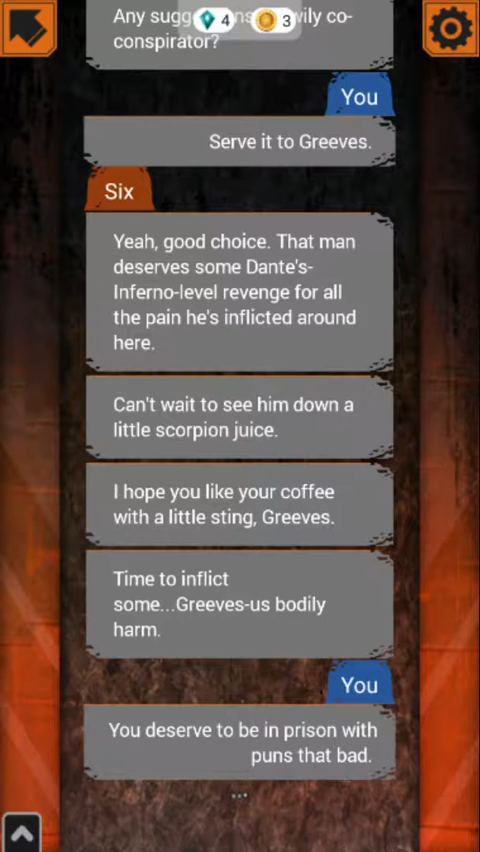 Any
wily co-
conspirator?
4
3
You
Serve it to Greeves.
Six
Yeah, good choice. That man
deserves some Dante's-
Inferno-level revenge for all
the pain he's inflicted around
here.
Can't wait to see him down a
little scorpion juice.
I hope you like your coffee
with a little sting, Greeves.
Time to inflict
some...Greeves-us bodily
harm.
You
You deserve to be in prison with
puns that bad.
...